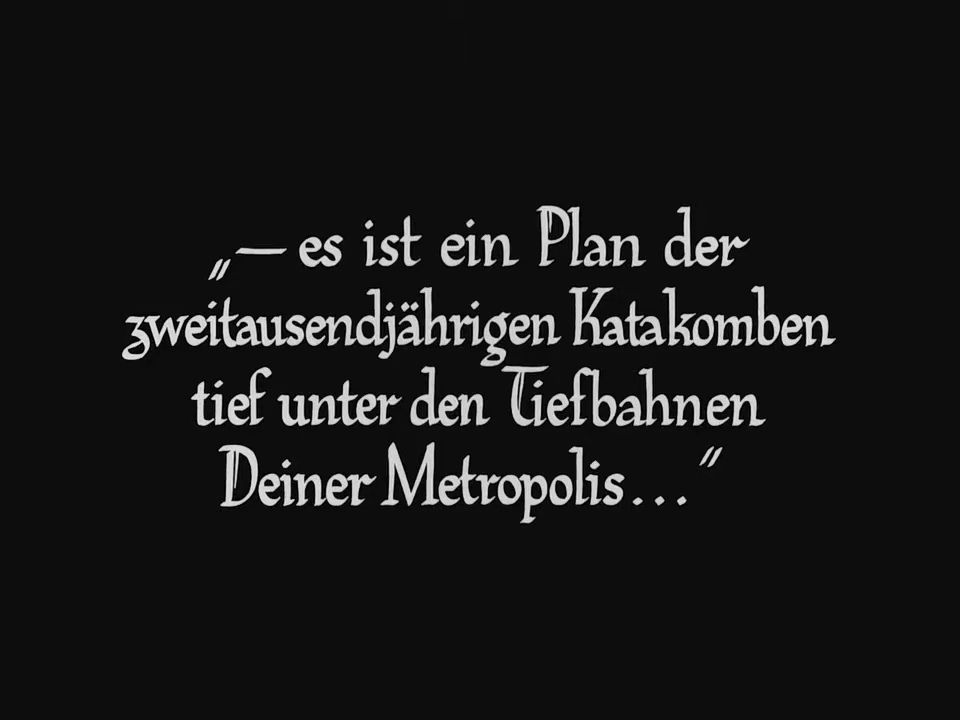 „— es ist ein Plan der
zweitausendjährigen Katakomben
tief unter den Tiefbahnen
Deiner Metropolis..."